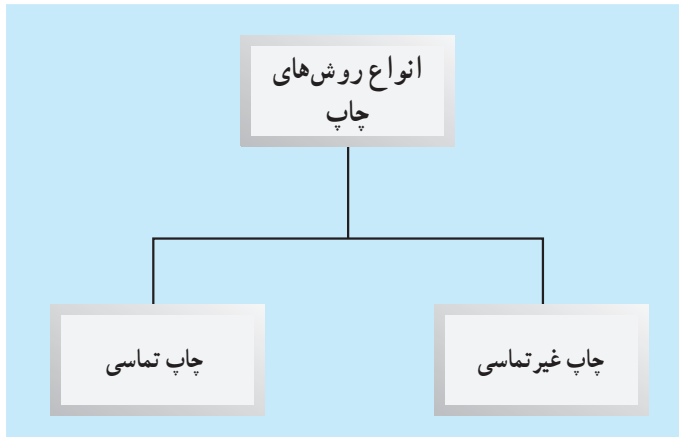 انواع روش‌های
چاپ
چاپ غیرتماسی
چاپ تماسی